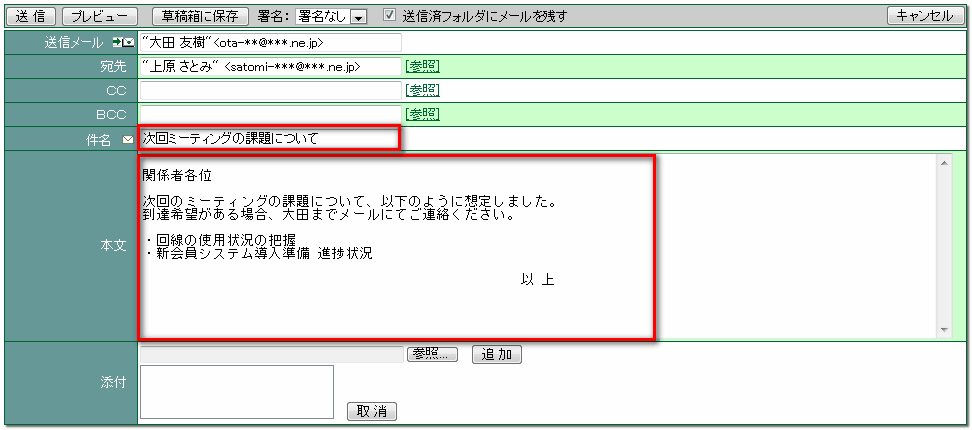 送 信 プレビュー 草稿箱に保存 署名: 署名なし 送信済フォルダにメールを残す キャンセル
送信メール "大田 友樹"<ota-**@***.ne.jp>
宛先 "上原 さとみ" <satomi-***@***.ne.jp> [参照]
CC [参照]
BCC [参照]
件名 次回ミーティングの課題について
関係者各位
次回のミーティングの課題について、以下のように想定しました。
到達希望がある場合、大田までメールにてご連絡ください。
本文
・回線の使用状況の把握
・新会員システム導入準備 進捗状況
以 上
参照... 追 加
添付
取 消